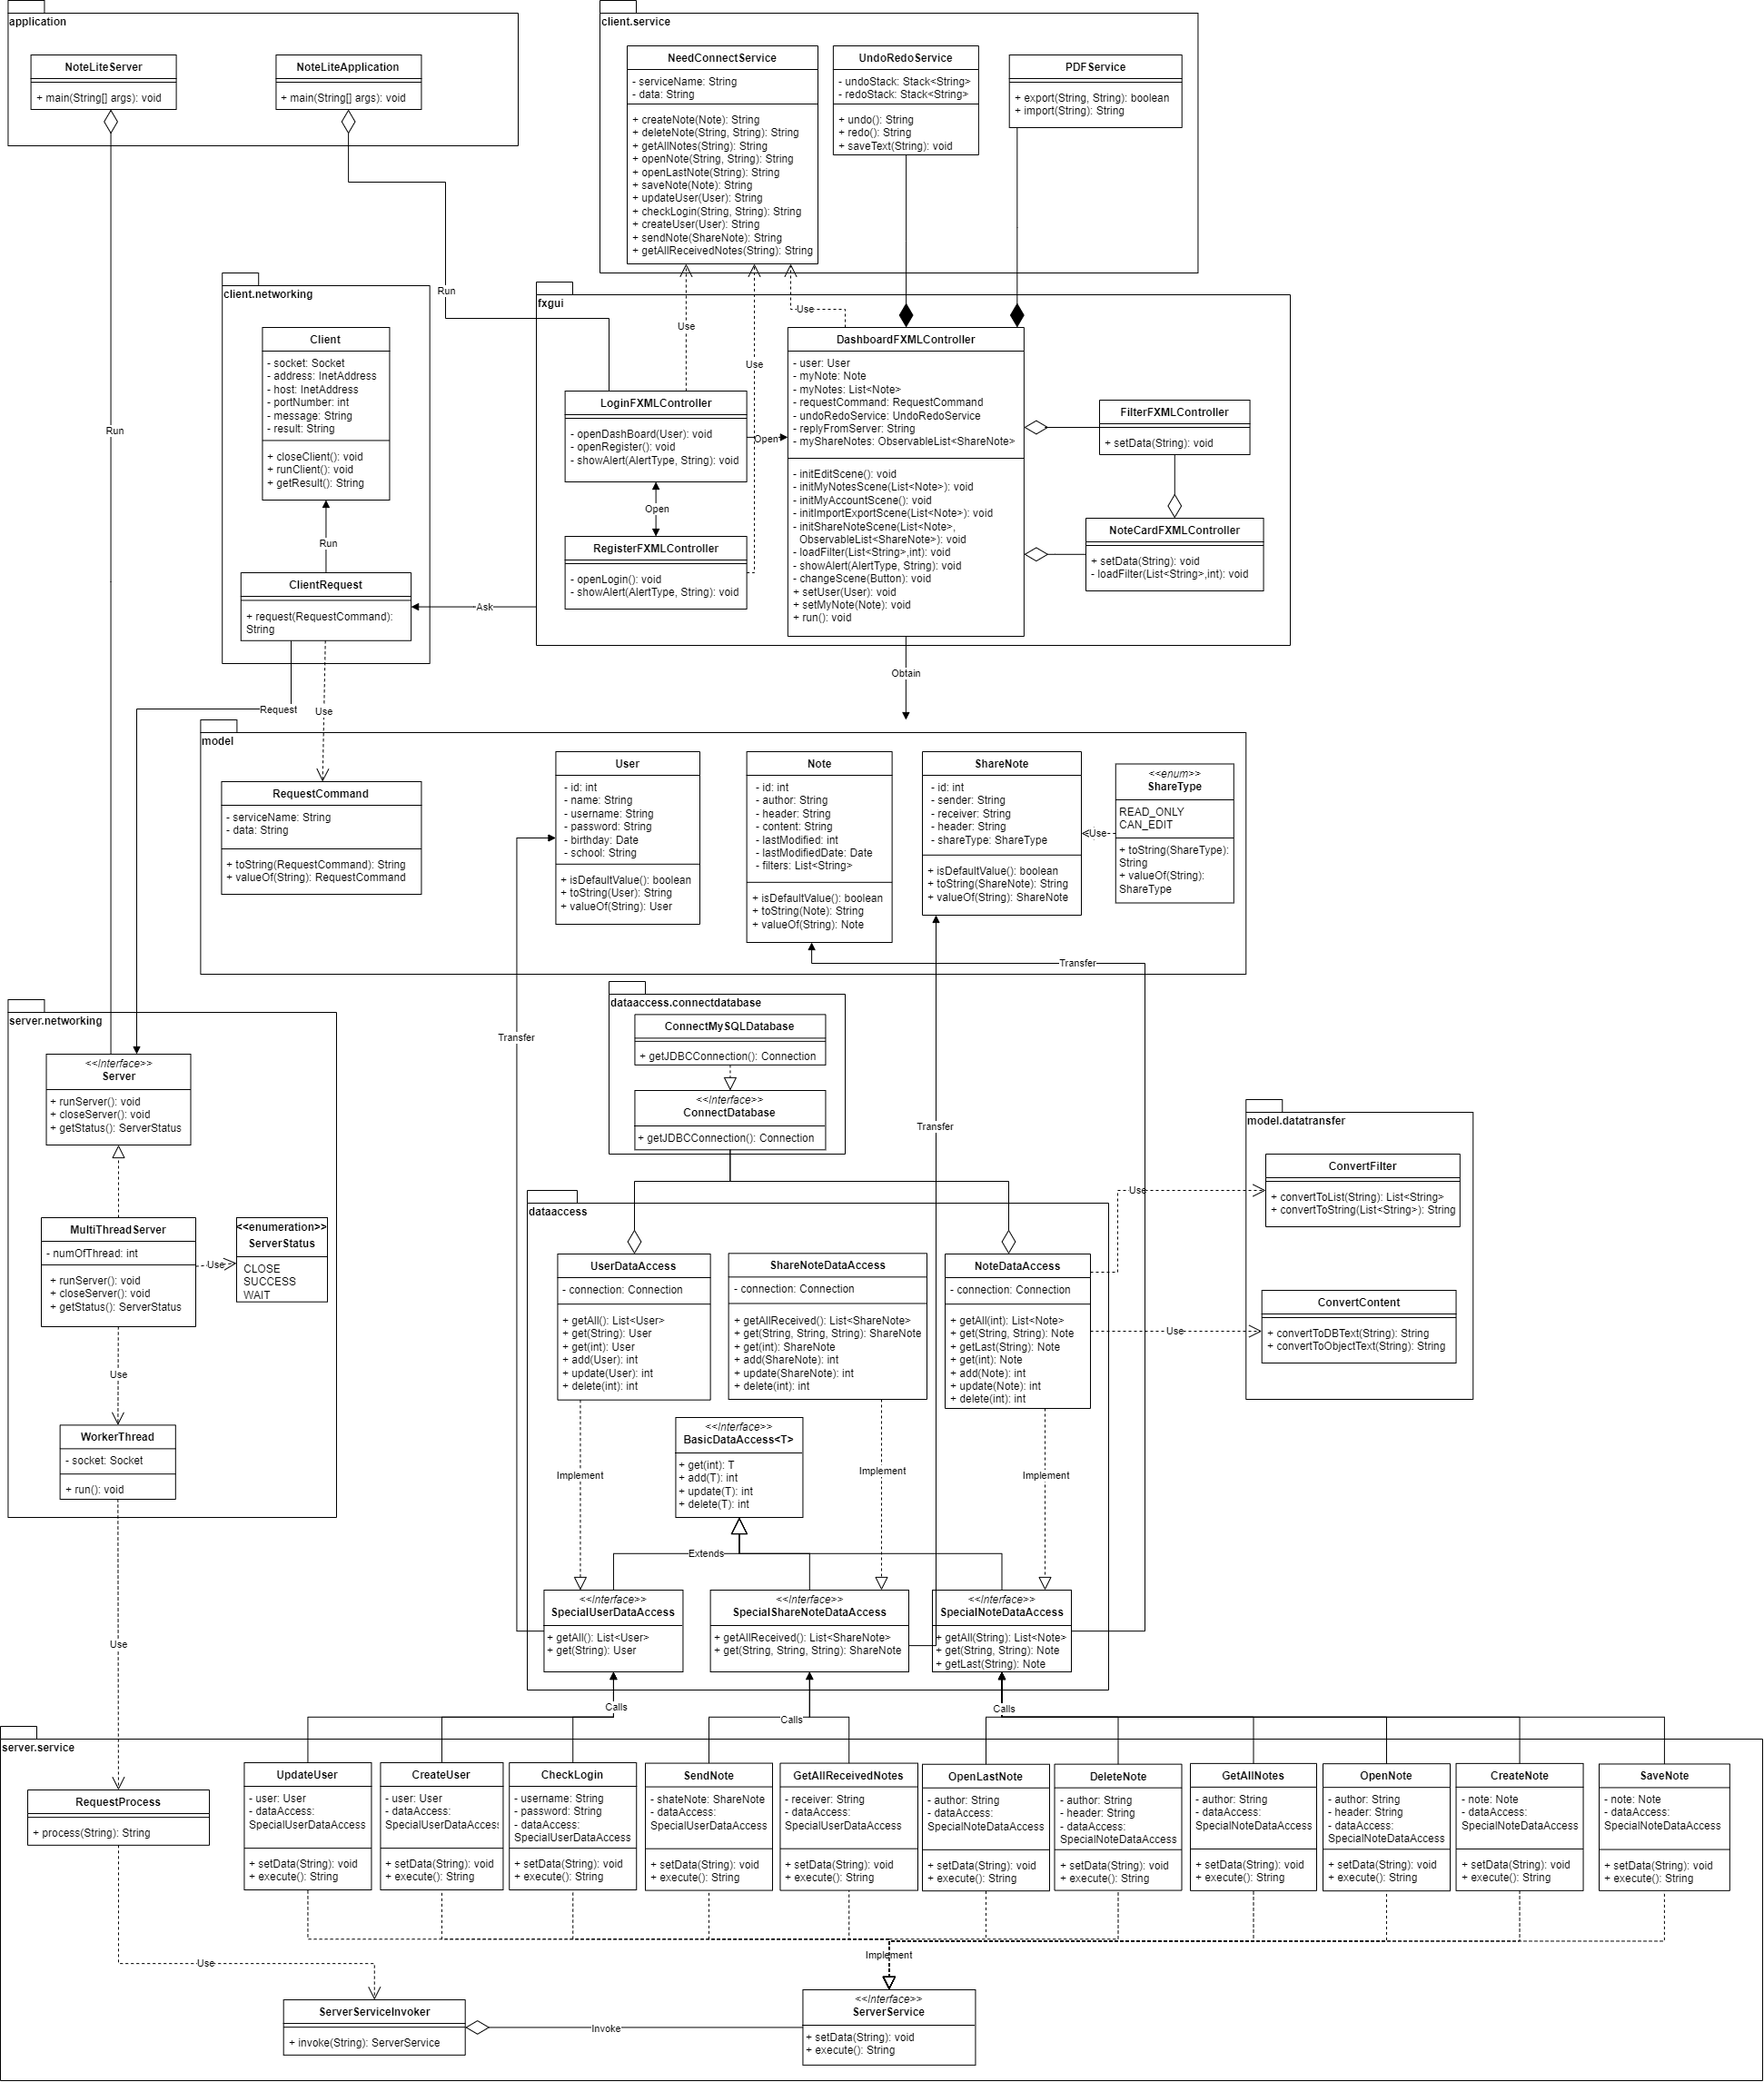 application
NoteLiteServer
+ main(String[] args): void
NoteLiteApplication
+ main(String[] args): void
client.service
NeedConnectService
- serviceName: String
- data: String
+ createNote(Note): String
+ deleteNote(String, String): String
+ getAllNotes(String): String
+ openNote(String, String): String
+ openLastNote(String): String
+ saveNote(Note): String
+ updateUser(User): String
+ checkLogin(String, String): String
+ createUser(User): String
+ sendNote(ShareNote): String
+ getAllReceivedNotes(String): String
UndoRedoService
- undoStack: Stack<String>
- redoStack: Stack<String>
+ undo(): String
+ redo(): String
+ saveText(String): void
PDFService
+ export(String, String): boolean
+ import(String): String
Run
Run
client.networking
Client
- socket: Socket
- address: InetAddress
- host: InetAddress
- portNumber: int
- message: String
- result: String
+ closeClient(): void
+ runClient(): void
+ getResult(): String
Run
ClientRequest
+ request(RequestCommand):
String
fxgui
Use
Use
Use
LoginFXMLController
- openDashBoard(User): void
- openRegister(): void
- showAlert(AlertType, String): void
Open
Open
RegisterFXMLController
- openLogin(): void
- showAlert(AlertType, String): void
Ask
DashboardFXMLController
- user: User
- myNote: Note
- myNotes: List<Note>
- requestCommand: RequestCommand
- undoRedoService: UndoRedoService
- replyFromServer: String
- myShareNotes: ObservableList<ShareNote>
- initEditScene(): void
- initMyNotesScene(List<Note>): void
- initMyAccountScene(): void
- initImportExportScene(List<Note>): void
- initShareNoteScene(List<Note>,
ObservableList<ShareNote>): void
- loadFilter(List<String>,int): void
- showAlert(AlertType, String): void
- changeScene(Button): void
+ setUser(User): void
+ setMyNote(Note): void
+ run(): void
FilterFXMLController
+ setData(String): void
NoteCardFXMLController
+ setData(String): void
- loadFilter(List<String>,int): void
Obtain
Request
Use
model
RequestCommand
- serviceName: String
- data: String
+ toString(RequestCommand): String
+ valueOf(String): RequestCommand
User
- id: int
- name: String
- username: String
- password: String
- birthday: Date
- school: String
+ isDefaultValue(): boolean
+ toString(User): String
+ valueOf(String): User
Note
- id: int
- author: String
- header: String
- content: String
- lastModified: int
- lastModifiedDate: Date
- filters: List<String>
+ isDefaultValue(): boolean
+ toString(Note): String
+ valueOf(String): Note
ShareNote
- id: int
- sender: String
- receiver: String
- header: String
- shareType: ShareType
+ isDefaultValue(): boolean
+ toString(ShareNote): String
+ valueOf(String): ShareNote
Use
<<enum>>
ShareType
READ_ONLY
CAN_EDIT
+ toString(ShareType):
String
+ valueOf(String):
ShareType
Transfer
Transfer
Transfer
server.networking
<<Interface>>
Server
+ runServer(): void
+ closeServer(): void
+ getStatus(): ServerStatus
MultiThreadServer
- numOfThread: int
+ runServer(): void
+ closeServer(): void
+ getStatus(): ServerStatus
Use
<<enumeration>>
ServerStatus
CLOSE
SUCCESS
WAIT
Use
WorkerThread
- socket: Socket
+ run(): void
Use
dataaccess.connectdatabase
ConnectMySQLDatabase
+ getJDBCConnection(): Connection
<<Interface>>
ConnectDatabase
+ getJDBCConnection(): Connection
model.datatransfer
ConvertFilter
+ convertToList(String): List<String>
+ convertToString(List<String>): String
ConvertContent
+ convertToDBText(String): String
+ convertToObjectText(String): String
Use
Use
dataaccess
UserDataAccess
- connection: Connection
+ getAll(): List<User>
+ get(String): User
+ get(int): User
+ add(User): int
+ update(User): int
+ delete(int): int
ShareNoteDataAccess
- connection: Connection
+ getAllReceived(): List<ShareNote>
+ get(String, String, String): ShareNote
+ get(int): ShareNote
+ add(ShareNote): int
+ update(ShareNote): int
+ delete(int): int
NoteDataAccess
- connection: Connection
+ getAll(int): List<Note>
+ get(String, String): Note
+ getLast(String): Note
+ get(int): Note
+ add(Note): int
+ update(Note): int
+ delete(int): int
<<Interface>>
BasicDataAccess<T>
+ get(int): T
+ add(T): int
+ update(T): int
+ delete(T): int
Implement
Implement
Implement
Extends
<<Interface>>
SpecialUserDataAccess
+ getAll(): List<User>
+ get(String): User
<<Interface>>
SpecialShareNoteDataAccess
+ getAllReceived(): List<ShareNote>
+ get(String, String, String): ShareNote
<<Interface>>
SpecialNoteDataAccess
+ getAll(String): List<Note>
+ get(String, String): Note
+ getLast(String): Note
Calls
Calls
Calls
server.service
RequestProcess
+ process(String): String
UpdateUser
- user: User
- dataAccess:
SpecialUserDataAccess
+ setData(String): void
+ execute(): String
CreateUser
- user: User
- dataAccess:
SpecialUserDataAccess
+ setData(String): void
+ execute(): String
CheckLogin
- username: String
- password: String
- dataAccess:
SpecialUserDataAccess
+ setData(String): void
+ execute(): String
SendNote
- shateNote: ShareNote
- dataAccess:
SpecialUserDataAccess
+ setData(String): void
+ execute(): String
GetAllReceivedNotes
- receiver: String
- dataAccess:
SpecialUserDataAccess
+ setData(String): void
+ execute(): String
OpenLastNote
- author: String
- dataAccess:
SpecialNoteDataAccess
+ setData(String): void
+ execute(): String
DeleteNote
- author: String
- header: String
- dataAccess:
SpecialNoteDataAccess
+ setData(String): void
+ execute(): String
GetAllNotes
- author: String
- dataAccess:
SpecialNoteDataAccess
+ setData(String): void
+ execute(): String
OpenNote
- author: String
- header: String
- dataAccess:
SpecialNoteDataAccess
+ setData(String): void
+ execute(): String
CreateNote
- note: Note
- dataAccess:
SpecialNoteDataAccess
+ setData(String): void
+ execute(): String
SaveNote
- note: Note
- dataAccess:
SpecialNoteDataAccess
+ setData(String): void
+ execute(): String
Use
Implement
ServerServiceInvoker
+ invoke(String): ServerService
Invoke
<<Interface>>
ServerService
+ setData(String): void
+ execute(): String